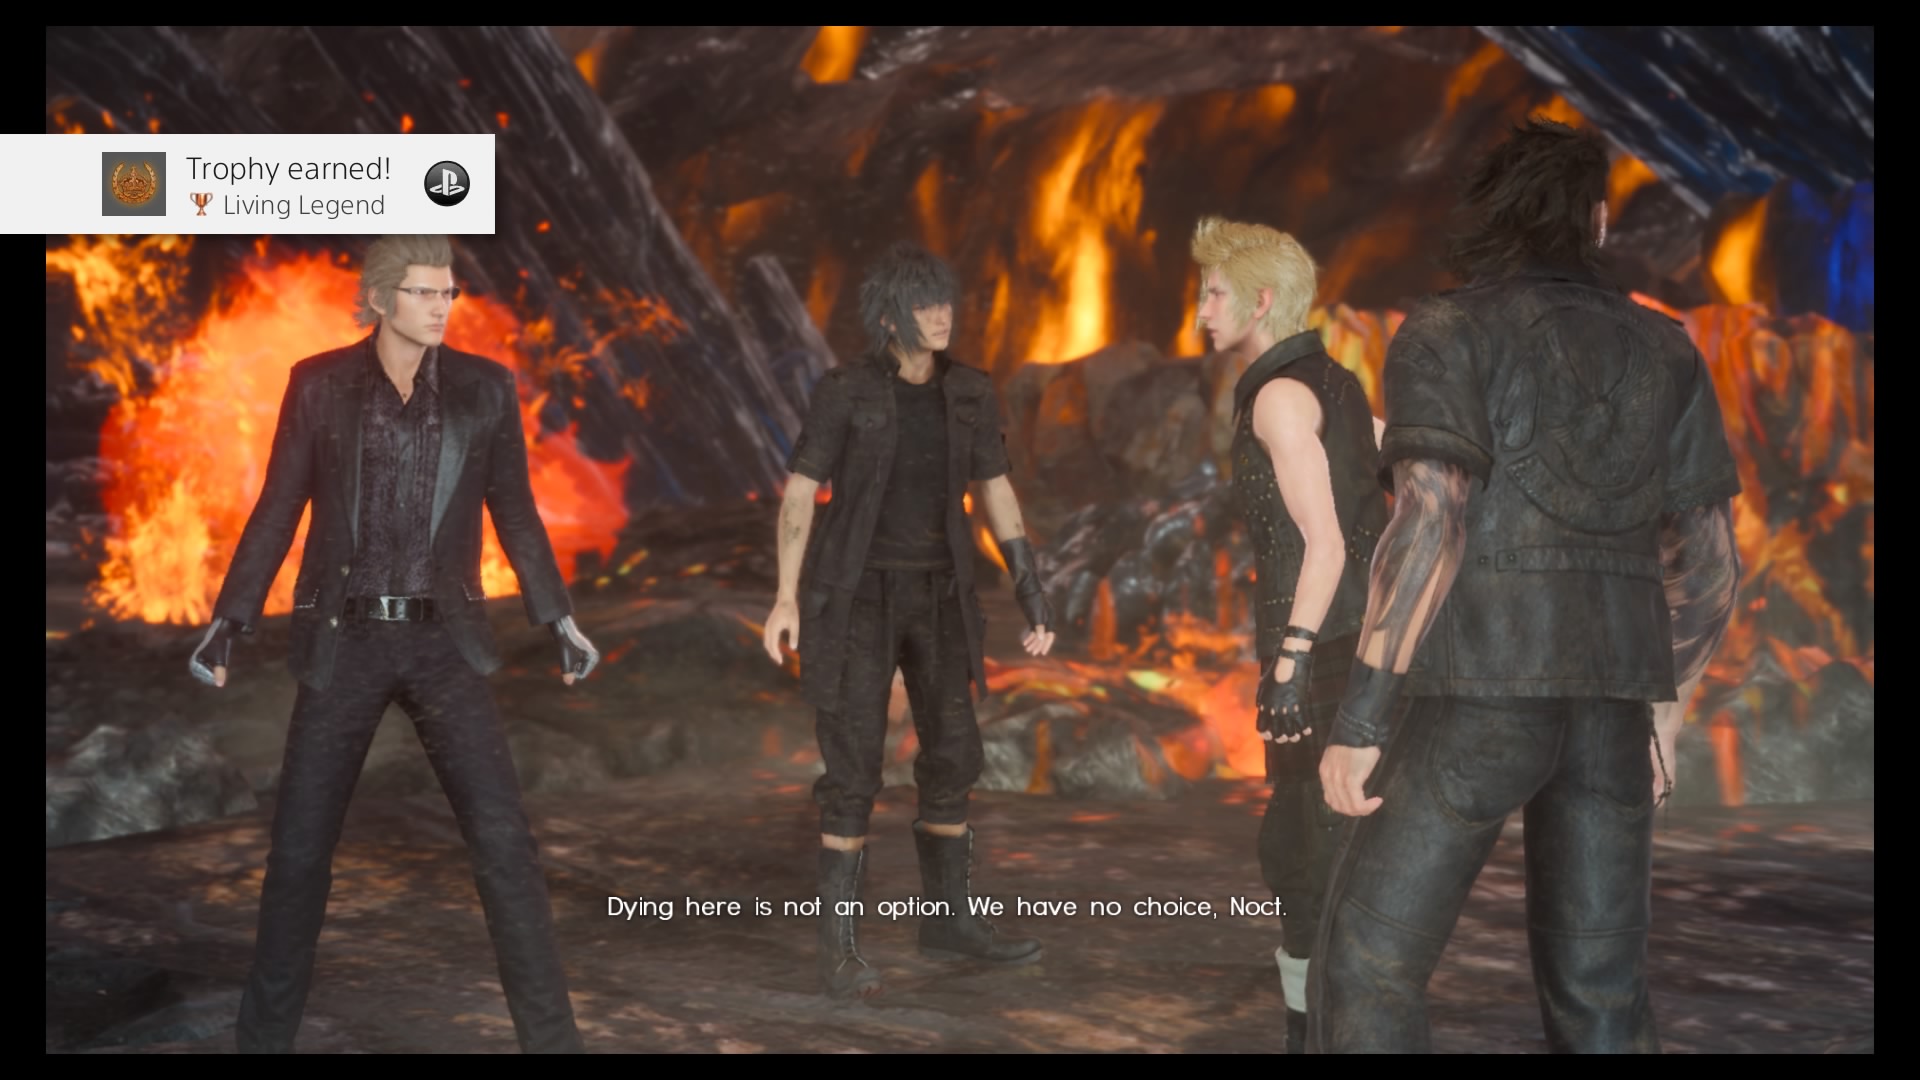 Trophy earned!
Living Legend
Dying here is not an option. We have no choice, Noct.